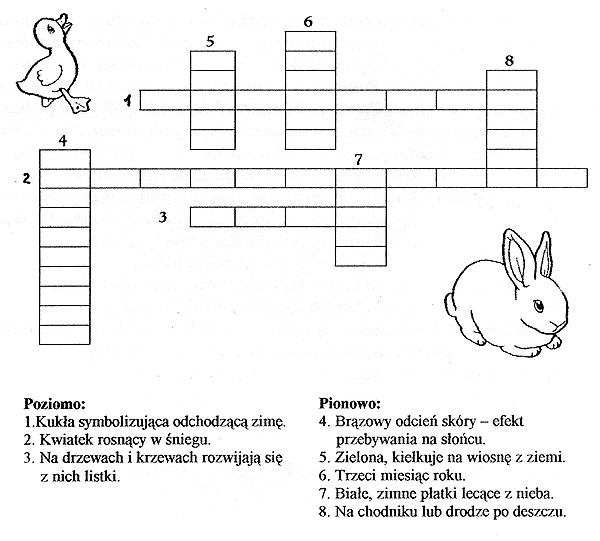 6
5
8
1
4
7
2
3
Poziomo:
1.Kukła symbolizująca odchodzącą zimę.
2. Kwiatek rosnący w śniegu.
3. Na drzewach i krzewach rozwijają się
z nich listki.
Pionowo:
4. Brązowy odcień skóry – efekt
przebywania na słońcu.
5. Zielona, kiełkuje na wiosnę z ziemi.
6. Trzeci miesiąc roku.
7. Białe, zimne płatki lecące z nieba.
8. Na chodniku lub drodze po deszczu.